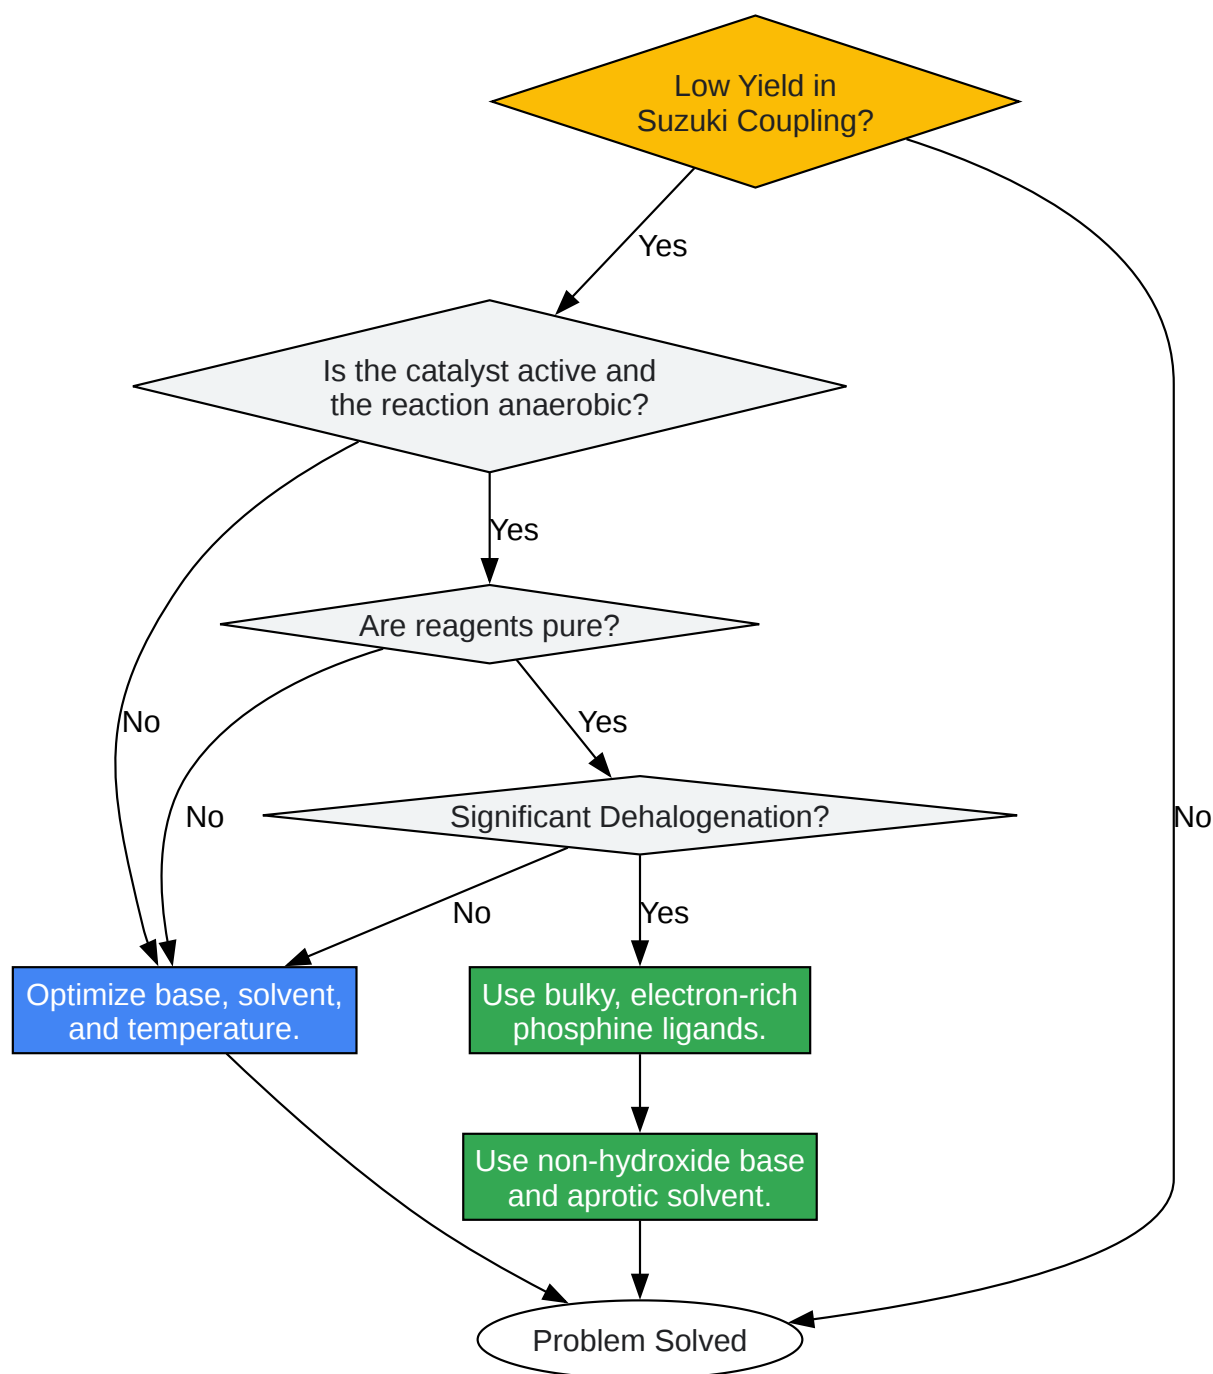 Low Yield in
Suzuki Coupling?
Yes
Is the catalyst active and
the reaction anaerobic?
Yes
Are reagents pure?
No
Yes
No
Significant Dehalogenation?
No
No
Yes
Optimize base, solvent,
and temperature.
Use bulky, electron-rich
phosphine ligands.
Use non-hydroxide base
and aprotic solvent.
Problem Solved